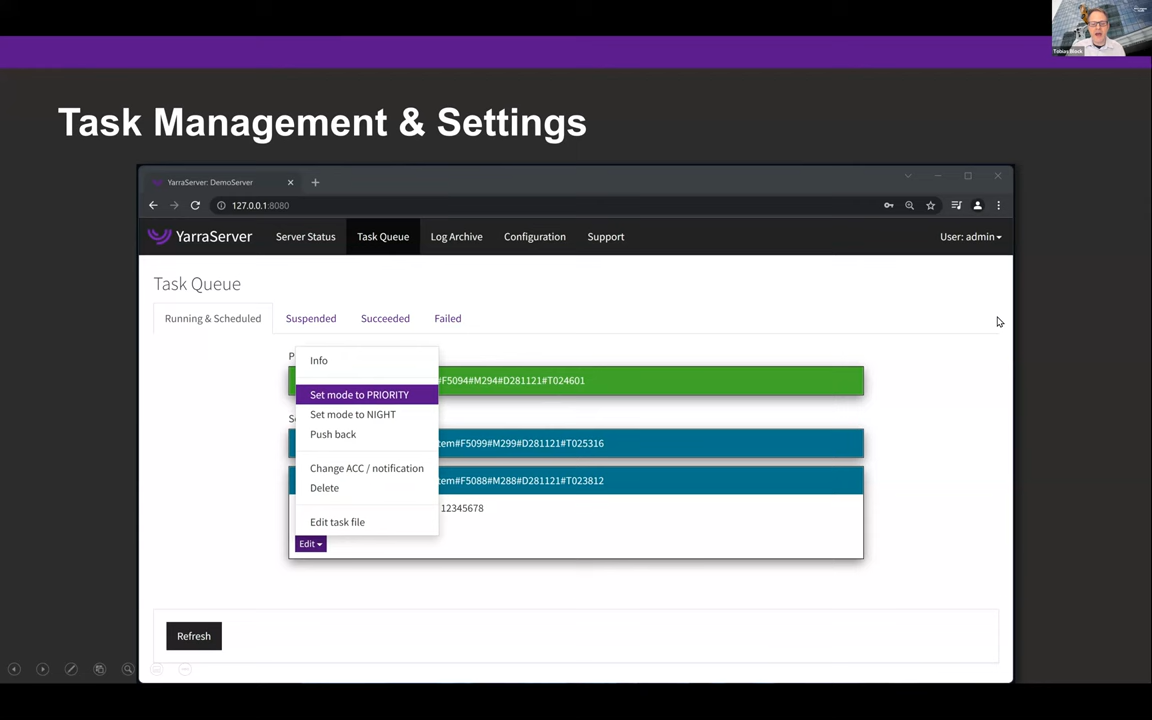 Tobias Block
Task Management & Settings
YarraServer: DemoServer
127.0.0.1:8080
YarraServer
Server Status
Task Queue
Log Archive
Configuration
Support
User: admin
Task Queue
Running & Scheduled
Suspended
Succeeded
Failed
P
Info
#F5094#M294#D281121#T024601
Set mode to PRIORITY
Set mode to NIGHT
Se
Push back
tem#F5099#M299#D281121#T025316
Change ACC / notification
tem#F5088#M288#D281121#T023812
Delete
12345678
Edit task file
Edit
Refresh